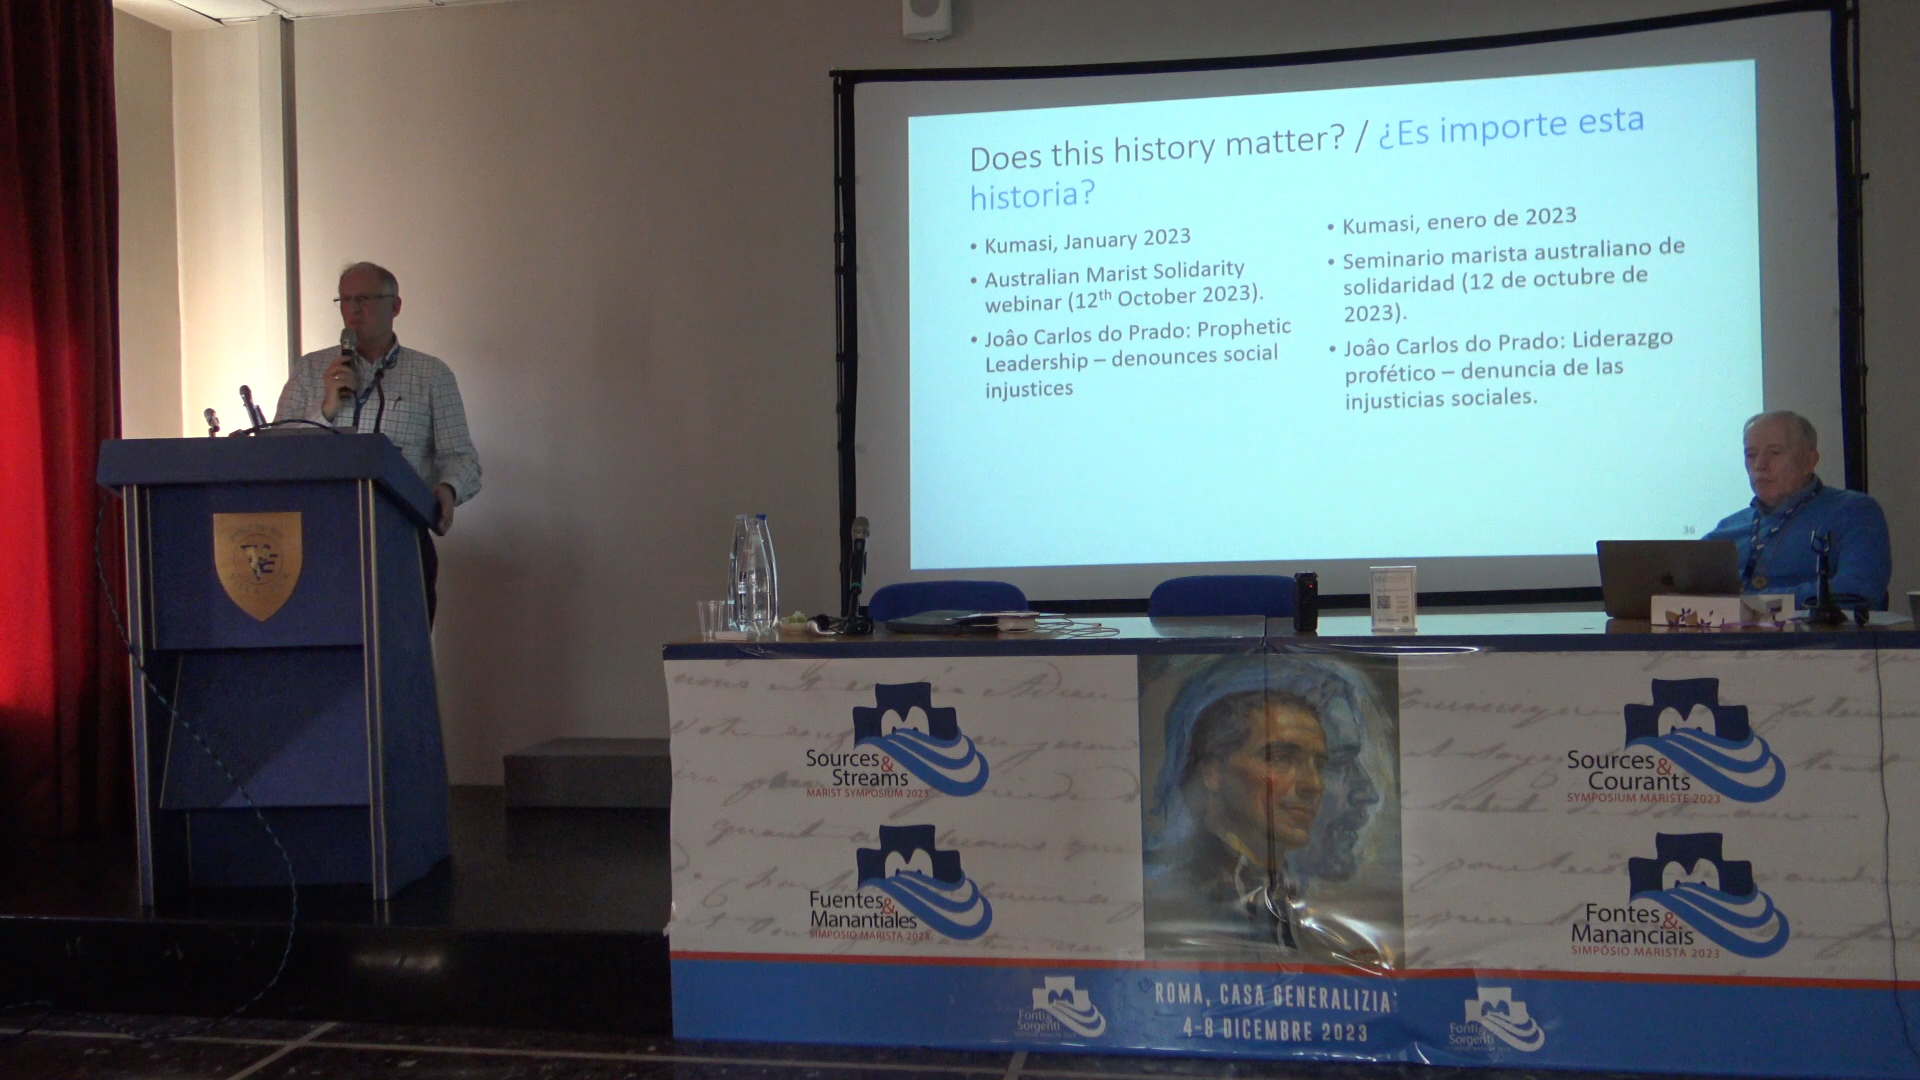 Does this history matter? / ¿Es importe esta
historia?
• Kumasi, January 2023
• Australian Marist Solidarity
webinar (12th October 2023).
• Joâo Carlos do Prado: Prophetic
Leadership – denounces social
injustices
• Kumasi, enero de 2023
• Seminario marista australiano de
solidaridad (12 de octubre de
2023).
• Joâo Carlos do Prado: Liderazgo
profético – denuncia de las
injusticias sociales.
36
Sources &
Streams
MARIST SYMPOSIUM 2023
Fuentes &
Manantiales
SIMPOSIO MARISTA 2023
Sources &
Courants
SYMPOSIUM MARISTE 2023
Fontes &
Mananciais
SIMPÓSIO MARISTA 2023
Fonti &
Sorgenti
ROMA, CASA GENERALIZIA
4-8 DICEMBRE 2023
Fonti &
Sorgenti